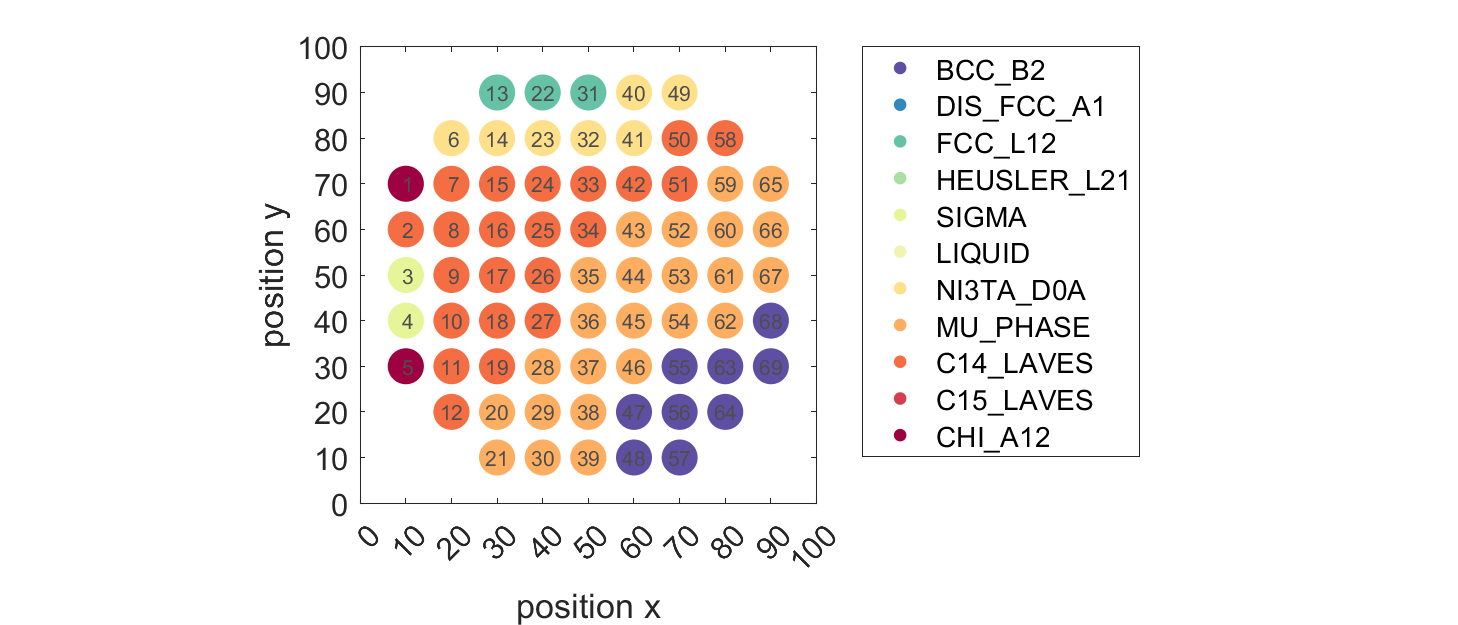 100
90
80
70
60
50
40
30
20
10
0
13 22 31 40 49
6 14 23 32 41 50 58
1 7 15 24 33 42 51 59 65
2 8 16 25 34 43 52 60 66
3 9 17 26 35 44 53 61 67
4 10 18 27 36 45 54 62 68
5 11 19 28 37 46 55 63 69
12 20 29 38 47 56 64
21 30 39 48 57
0 10 20 30 40 50 60 70 80 90 100
position x
position y
BCC_B2
DIS_FCC_A1
FCC_L12
HEUSLER_L21
SIGMA
LIQUID
NI3TA_D0A
MU_PHASE
C14_LAVES
C15_LAVES
CHI_A12